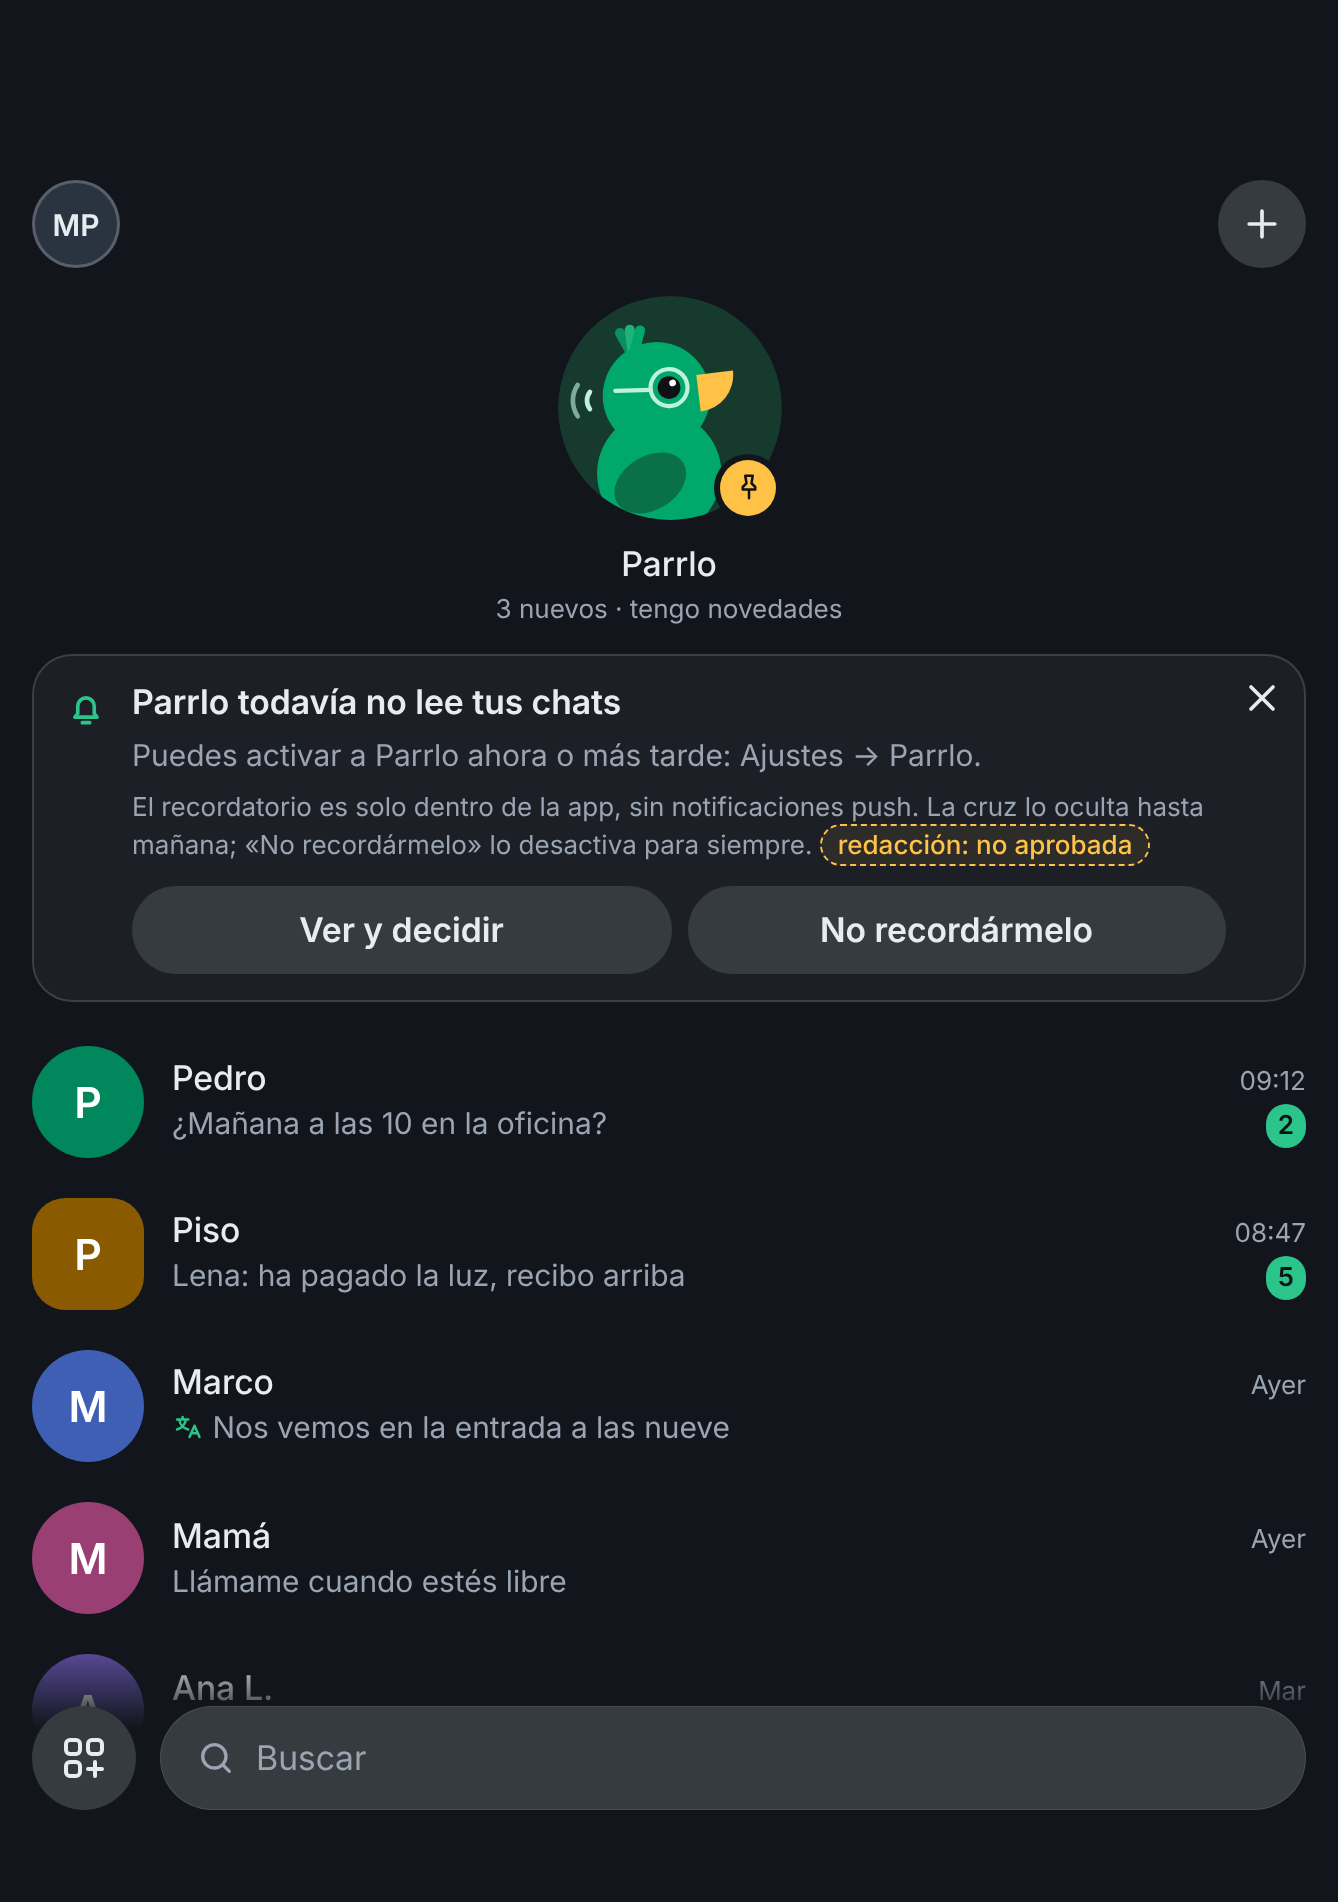 MP
Parrlo
3 nuevos · tengo novedades
Parrlo todavía no lee tus chats
Puedes activar a Parrlo ahora o más tarde: Ajustes → Parrlo.
El recordatorio es solo dentro de la app, sin notificaciones push. La cruz lo oculta hasta
mañana; «No recordármelo» lo desactiva para siempre. redacción: no aprobada
Ver y decidir
No recordármelo
P
Pedro
09:12
¿Mañana a las 10 en la oficina?
2
P
Piso
08:47
Lena: ha pagado la luz, recibo arriba
5
M
Marco
Ayer
Nos vemos en la entrada a las nueve
M
Mamá
Ayer
Llámame cuando estés libre
A
Ana L.
Mar
Buscar